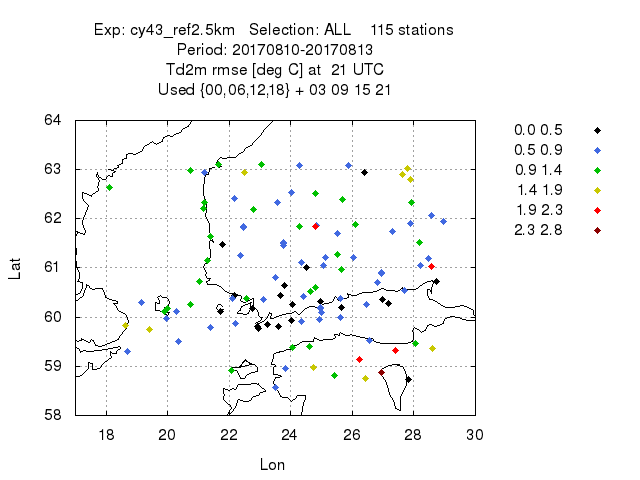 Exp: cy43_ref2.5km Selection: ALL 115 stations
Period: 20170810-20170813
Td2m rmse [deg C] at 21 UTC
Used {00,06,12,18} + 03 09 15 21
64
63
62
61
60
59
58
Lat
18 20 22 24 26 28 30
Lon
0.0 0.5
0.5 0.9
0.9 1.4
1.4 1.9
1.9 2.3
2.3 2.8